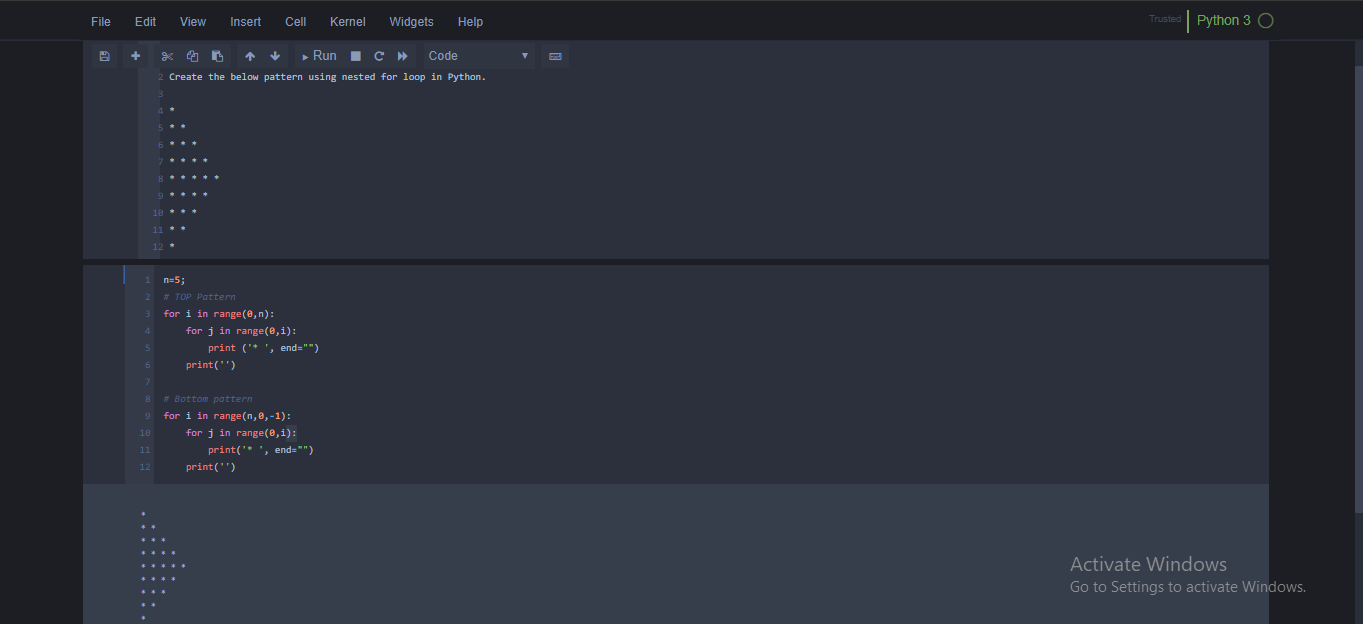 File Edit View Insert Cell Kernel Widgets Help Trusted Python 3
Run Code
2 Create the below pattern using nested for loop in Python.
3
4 *
5 * *
6 * * *
7 * * * *
8 * * * * *
9 * * * *
10 * * *
11 * *
12 *
1 n=5;
2 # TOP Pattern
3 for i in range(0,n):
4     for j in range(0,i):
5         print ('* ', end="")
6     print('')
7
8 # Bottom pattern
9 for i in range(n,0,-1):
10     for j in range(0,i):
11         print('* ', end="")
12     print('')
*
* *
* * *
* * * *
* * * * *
* * * *
* * *
* *
*
Activate Windows
Go to Settings to activate Windows.